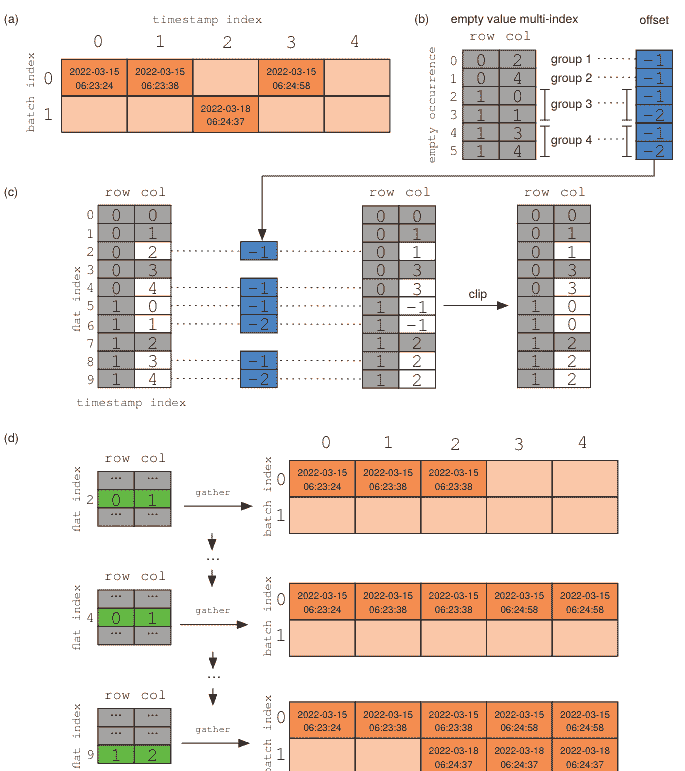 (a)
timestamp index
0 1 2 3 4
batch index
0
2022-03-15 06:23:24
2022-03-15 06:23:38
2022-03-15 06:24:58
1
2022-03-18 06:24:37
(b)
empty value multi-index
offset
row col
empty occurrence
0 0 2 group 1 -1
1 0 4 group 2 -1
2 1 0 -1
group 3
3 1 1 -2
4 1 3 -1
group 4
5 1 4 -2
(c)
row col
row col
row col
flat index
0 0 0 0 0 0 0
1 0 1 0 1 0 1
2 0 2 -1 0 1 0 1
3 0 3 0 3 0 3
4 0 4 -1 0 3 0 3
clip
5 1 0 -1 1 -1 1 0
6 1 1 -2 1 -1 1 0
7 1 2 1 2 1 2
8 1 3 -1 1 2 1 2
9 1 4 -2 1 2 1 2
timestamp index
(d)
0 1 2 3 4
row col
flat index
... ...
2 0 1
... ...
gather
batch index
0
2022-03-15 06:23:24
2022-03-15 06:23:38
2022-03-15 06:23:38
1
...
row col
flat index
... ...
4 0 1
... ...
gather
batch index
0
2022-03-15 06:23:24
2022-03-15 06:23:38
2022-03-15 06:23:38
2022-03-15 06:24:58
2022-03-15 06:24:58
1
...
row col
flat index
... ...
... ...
9 1 2
gather
batch index
0
2022-03-15 06:23:24
2022-03-15 06:23:38
2022-03-15 06:23:38
2022-03-15 06:24:58
2022-03-15 06:24:58
1
2022-03-18 06:24:37
2022-03-18 06:24:37
2022-03-18 06:24:37